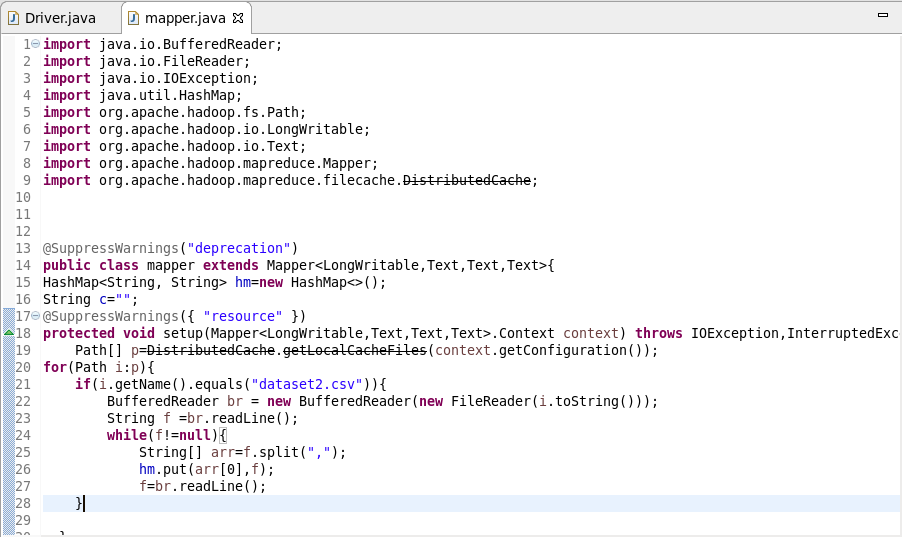 Driver.java mapper.java
1 import java.io.BufferedReader;
2 import java.io.FileReader;
3 import java.io.IOException;
4 import java.util.HashMap;
5 import org.apache.hadoop.fs.Path;
6 import org.apache.hadoop.io.LongWritable;
7 import org.apache.hadoop.io.Text;
8 import org.apache.hadoop.mapreduce.Mapper;
9 import org.apache.hadoop.mapreduce.filecache.DistributedCache;
10
11
12
13 @SuppressWarnings("deprecation")
14 public class mapper extends Mapper<LongWritable,Text,Text,Text>{
15 HashMap<String, String> hm=new HashMap<>();
16 String c="";
17 @SuppressWarnings({ "resource" })
18 protected void setup(Mapper<LongWritable,Text,Text,Text>.Context context) throws IOException,InterruptedExc
19     Path[] p=DistributedCache.getLocalCacheFiles(context.getConfiguration());
20 for(Path i:p){
21     if(i.getName().equals("dataset2.csv")){
22         BufferedReader br = new BufferedReader(new FileReader(i.toString()));
23         String f =br.readLine();
24         while(f!=null){
25             String[] arr=f.split(",");
26             hm.put(arr[0],f);
27             f=br.readLine();
28     }
29